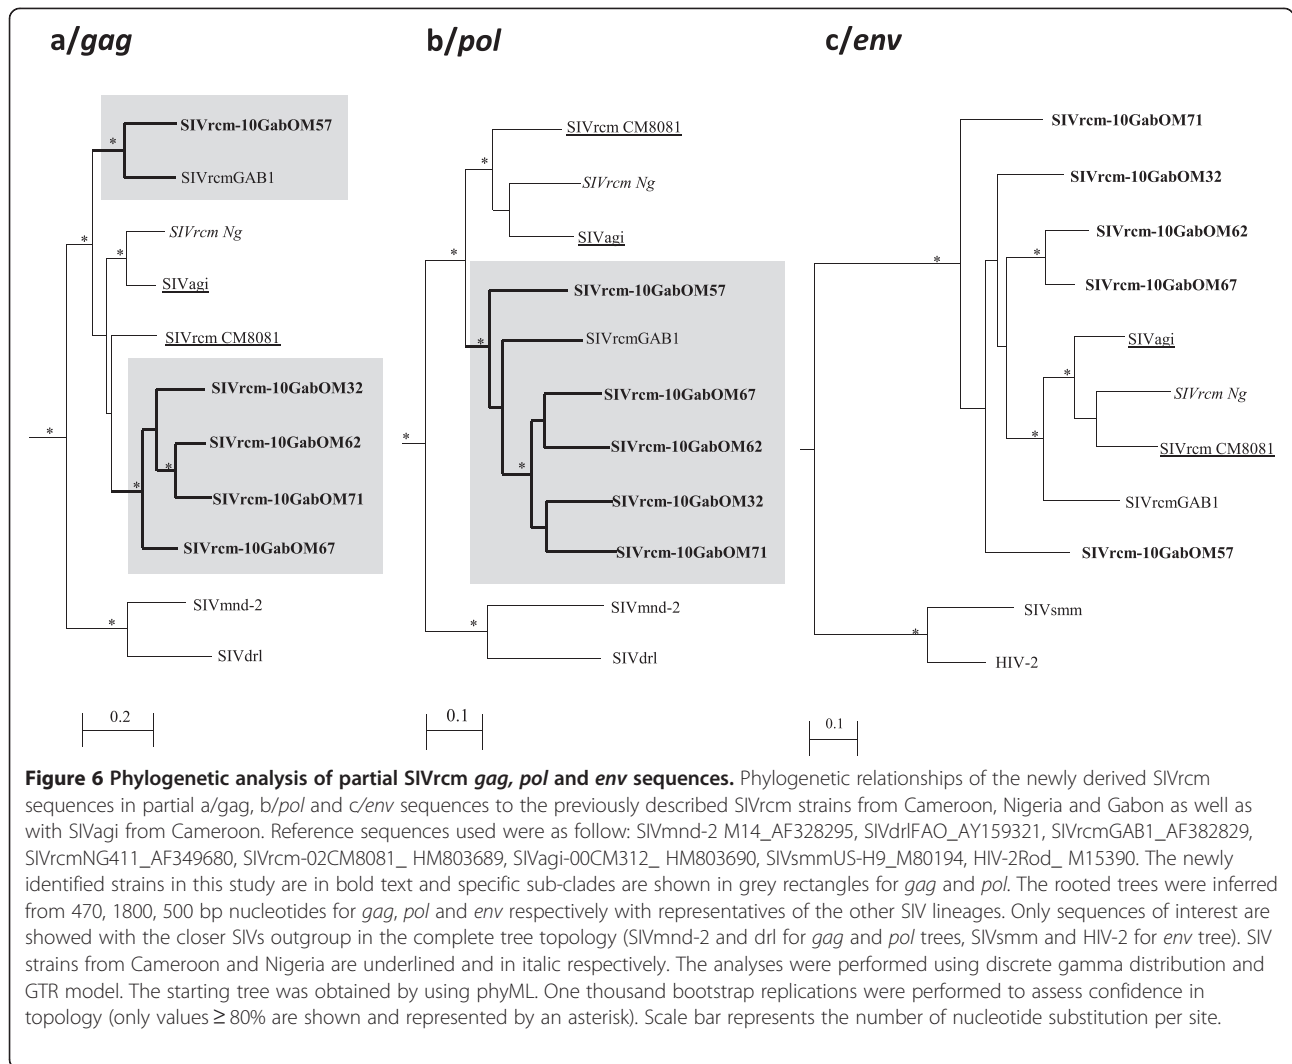 a/gag
b/pol
c/env
SIVrcm-10GabOM57
SIVrcmGAB1
SIVrcm Ng
SIVagi
SIVrcm CM8081
SIVrcm-10GabOM32
SIVrcm-10GabOM62
SIVrcm-10GabOM71
SIVrcm-10GabOM67
SIVmnd-2
SIVdrl
0.2
SIVrcm CM8081
SIVrcm Ng
SIVagi
SIVrcm-10GabOM57
SIVrcmGAB1
SIVrcm-10GabOM67
SIVrcm-10GabOM62
SIVrcm-10GabOM32
SIVrcm-10GabOM71
SIVmnd-2
SIVdrl
0.1
SIVrcm-10GabOM71
SIVrcm-10GabOM32
SIVrcm-10GabOM62
SIVrcm-10GabOM67
SIVagi
SIVrcm Ng
SIVrcm CM8081
SIVrcmGAB1
SIVrcm-10GabOM57
SIVsmm
HIV-2
0.1
Figure 6 Phylogenetic analysis of partial SIVrcm gag, pol and env sequences. Phylogenetic relationships of the newly derived SIVrcm
sequences in partial a/gag, b/pol and c/env sequences to the previously described SIVrcm strains from Cameroon, Nigeria and Gabon as well as
with SIVagi from Cameroon. Reference sequences used were as follow: SIVmnd-2 M14_AF328295, SIVdrlFAO_AY159321, SIVrcmGAB1_AF382829,
SIVrcmNG411_AF349680, SIVrcm-02CM8081_ HM803689, SIVagi-00CM312_ HM803690, SIVsmmUS-H9_M80194, HIV-2Rod_ M15390. The newly
identified strains in this study are in bold text and specific sub-clades are shown in grey rectangles for gag and pol. The rooted trees were inferred
from 470, 1800, 500 bp nucleotides for gag, pol and env respectively with representatives of the other SIV lineages. Only sequences of interest are
showed with the closer SIVs outgroup in the complete tree topology (SIVmnd-2 and drl for gag and pol trees, SIVsmm and HIV-2 for env tree). SIV
strains from Cameroon and Nigeria are underlined and in italic respectively. The analyses were performed using discrete gamma distribution and
GTR model. The starting tree was obtained by using phyML. One thousand bootstrap replications were performed to assess confidence in
topology (only values ≥ 80% are shown and represented by an asterisk). Scale bar represents the number of nucleotide substitution per site.